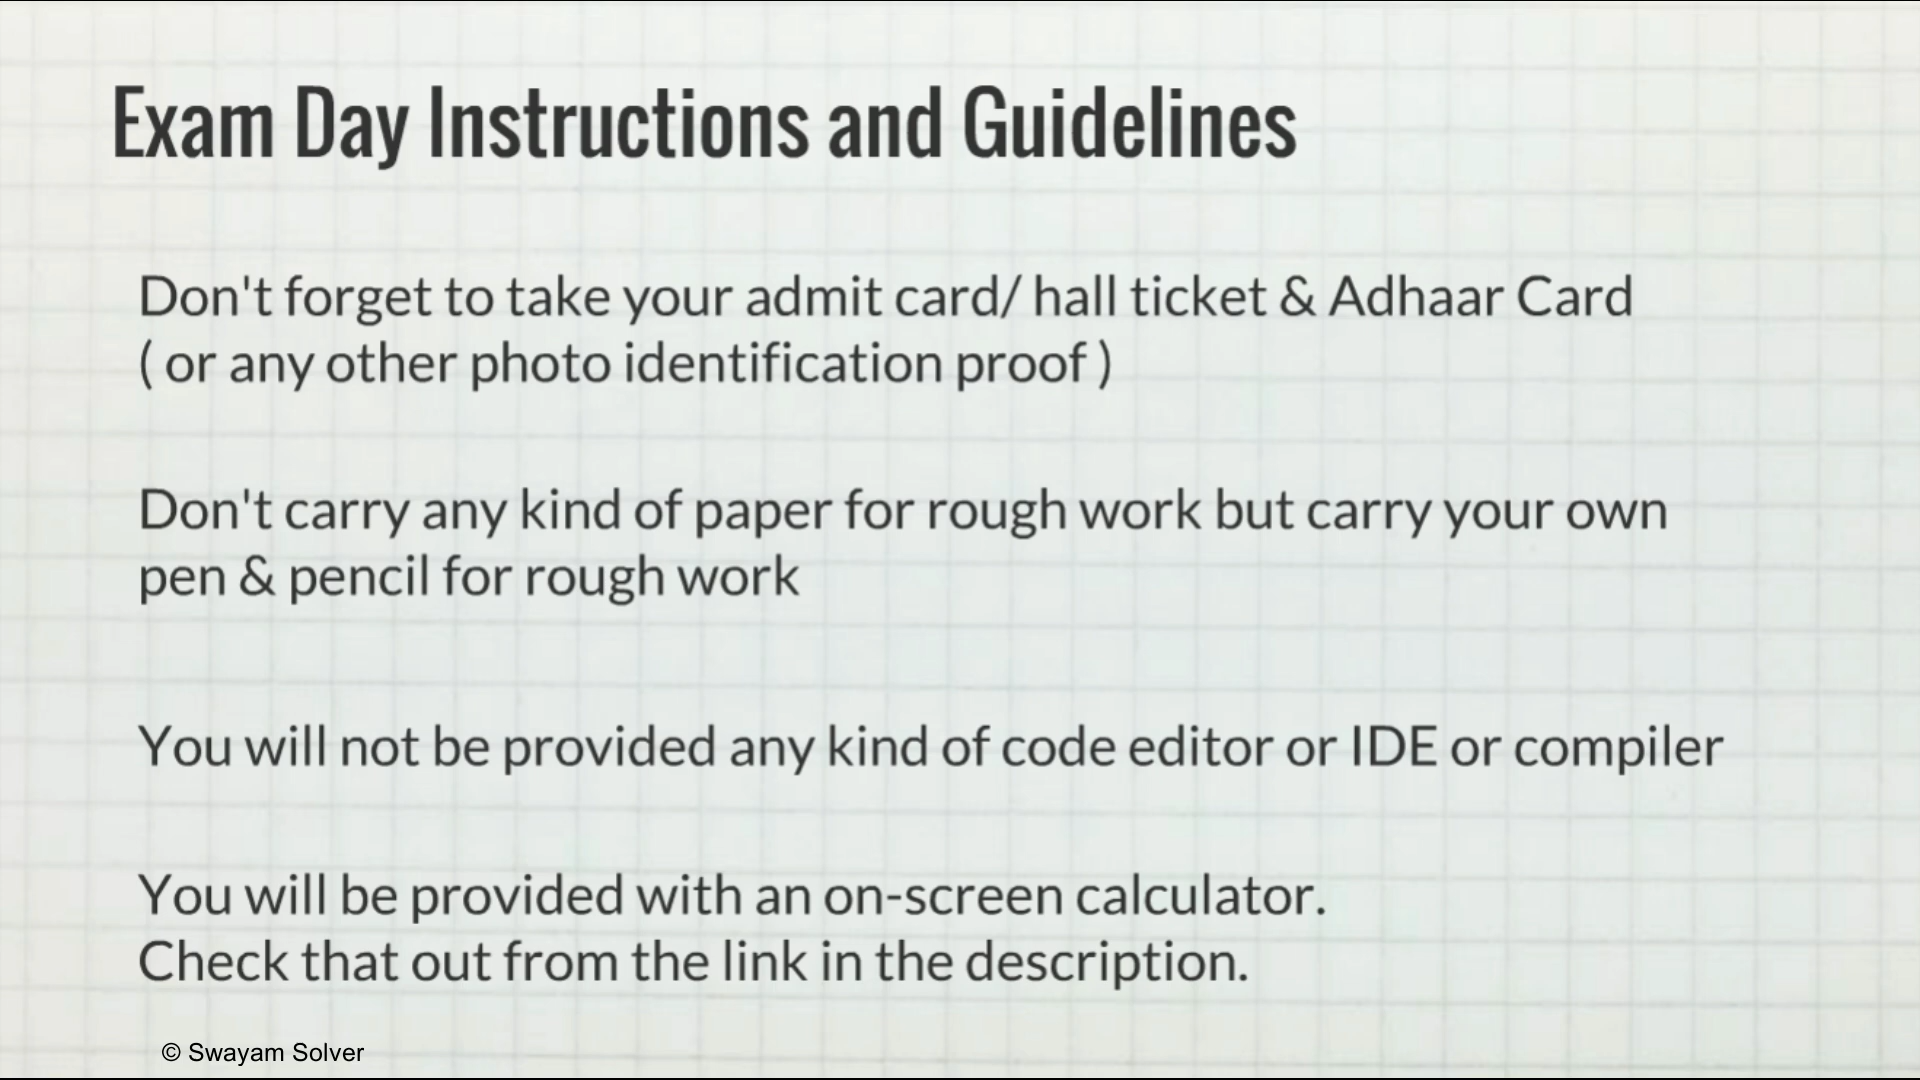 Exam Day Instructions and Guidelines
Don't forget to take your admit card/ hall ticket & Adhaar Card
( or any other photo identification proof )
Don't carry any kind of paper for rough work but carry your own
pen & pencil for rough work
You will not be provided any kind of code editor or IDE or compiler
You will be provided with an on-screen calculator.
Check that out from the link in the description.
© Swayam Solver